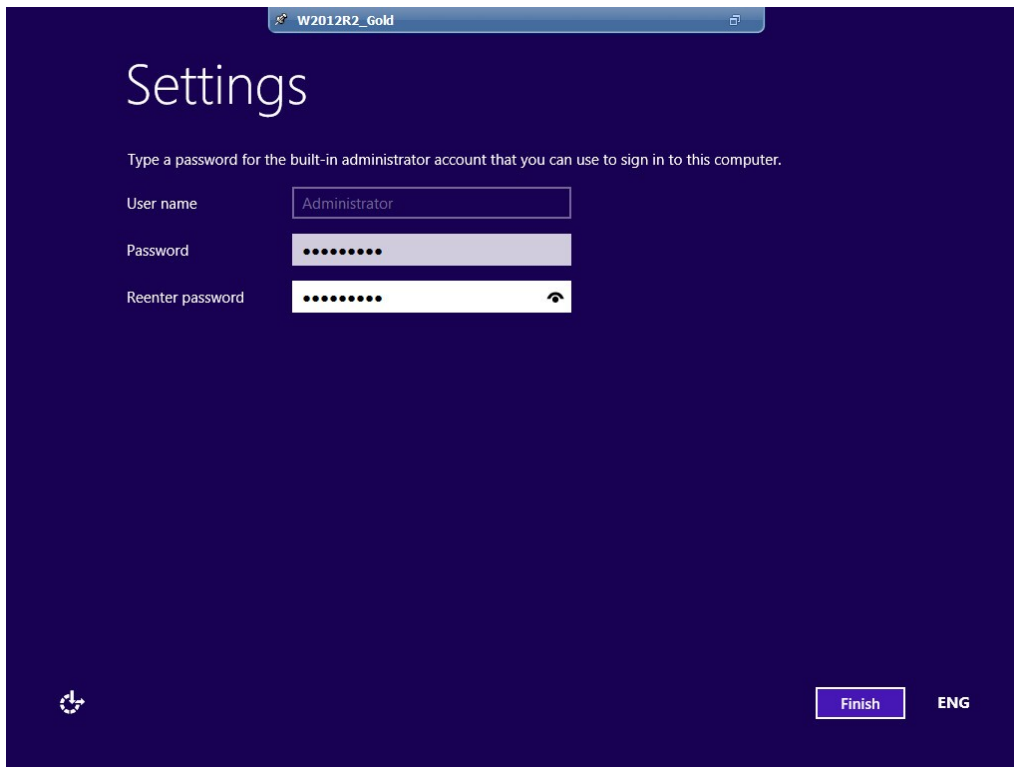 W2012R2_Gold
Settings
Type a password for the built-in administrator account that you can use to sign in to this computer.
User name Administrator
Password •••••••••
Reenter password •••••••••
Finish ENG